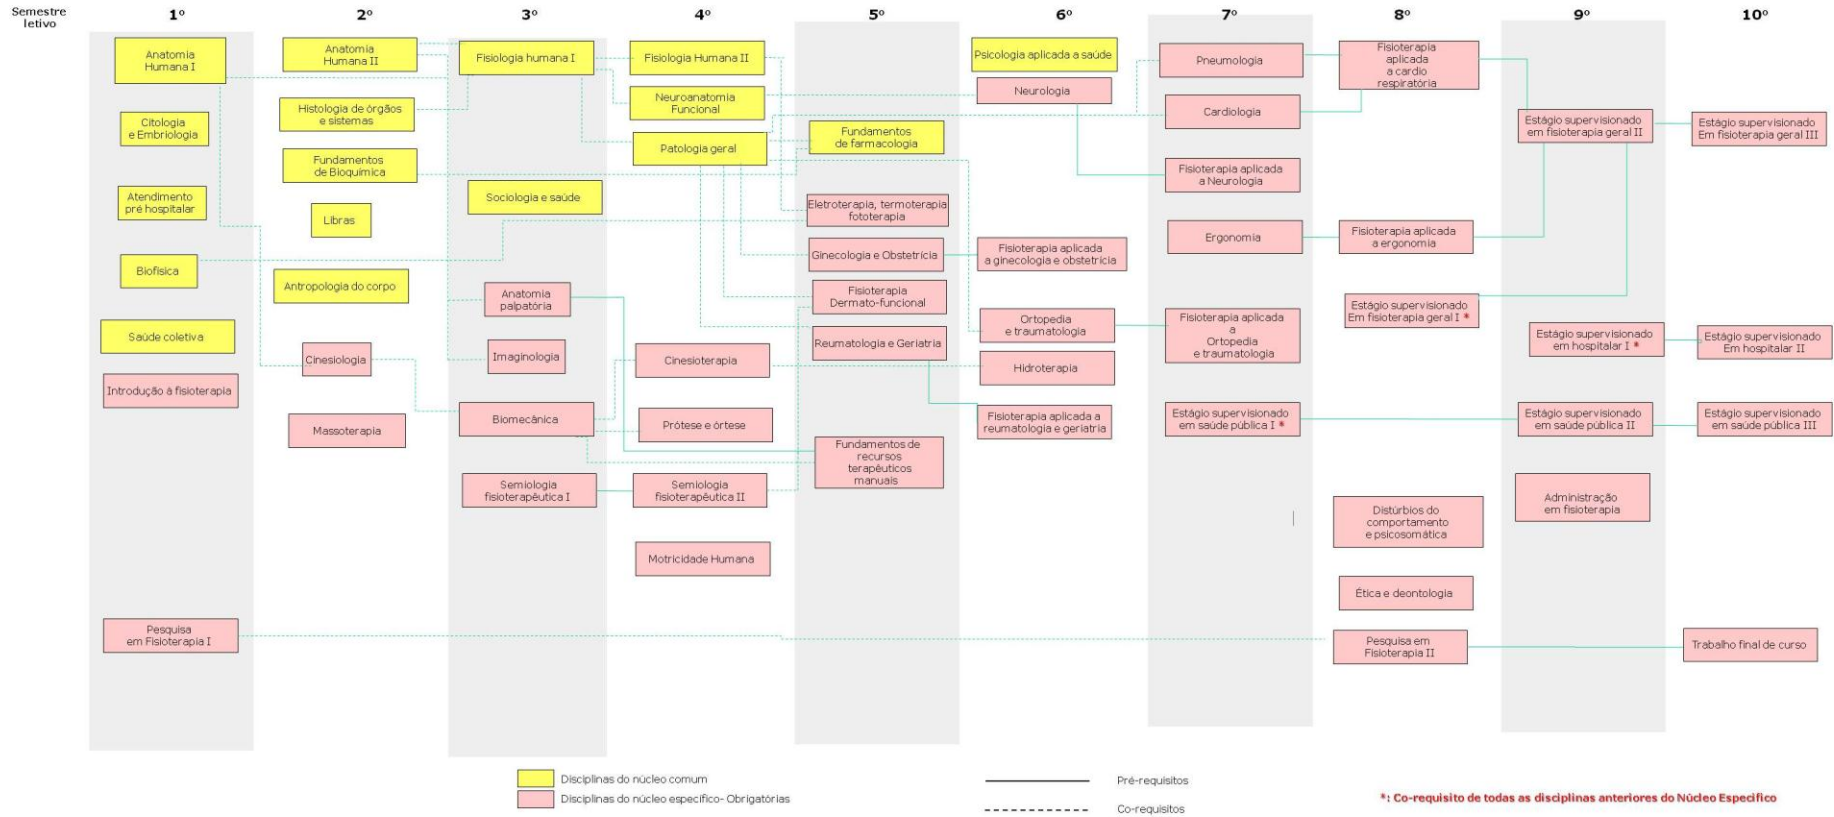 Semestre
letivo
1º
2º
3º
4º
5º
6º
7º
8º
9º
10º
Anatomia
Humana I
Citologia
e Embriologia
Atendimento
pré hospitalar
Biofísica
Saúde coletiva
Introdução à fisioterapia
Pesquisa
em Fisioterapia I
Anatomia
Humana II
Histologia de órgãos
e sistemas
Fundamentos
de Bioquímica
Libras
Antropologia do corpo
Cinesiologia
Massoterapia
Fisiologia humana I
Sociologia e saúde
Anatomia
palpatória
Imaginologia
Biomecânica
Semiologia
fisioterapêutica I
Fisiologia Humana II
Neuroanatomia
Funcional
Patologia geral
Cinesioterapia
Prótese e órtese
Semiologia
fisioterapêutica II
Motricidade Humana
Fundamentos
de farmacologia
Eletroterapia, termoterapia
fototerapia
Ginecologia e Obstetrícia
Fisioterapia
Dermato-funcional
Reumatologia e Geriatria
Fundamentos de
recursos
terapêuticos
manuais
Psicologia aplicada a saúde
Neurologia
Fisioterapia aplicada
a ginecologia e obstetrícia
Ortopedia
e traumatologia
Hidroterapia
Fisioterapia aplicada a
reumatologia e geriatria
Pneumologia
Cardiologia
Fisioterapia aplicada
a Neurologia
Ergonomia
Fisioterapia aplicada
a
Ortopedia
e traumatologia
Estágio supervisionado
em saúde pública I *
Fisioterapia
aplicada
a cardio
respiratória
Fisioterapia aplicada
a ergonomia
Estágio supervisionado
Em fisioterapia geral I *
Distúrbios do
comportamento
e psicosomática
Ética e deontologia
Pesquisa em
Fisioterapia II
Estágio supervisionado
em fisioterapia geral II
Estágio supervisionado
em hospitalar I *
Estágio supervisionado
em saúde pública II
Administração
em fisioterapia
Estágio supervisionado
Em fisioterapia geral III
Estágio supervisionado
Em hospitalar II
Estágio supervisionado
em saúde pública III
Trabalho final de curso
Disciplinas do núcleo comum
Disciplinas do núcleo específico- Obrigatórias
Pré-requisitos
Co-requisitos
*: Co-requisito de todas as disciplinas anteriores do Núcleo Especifico